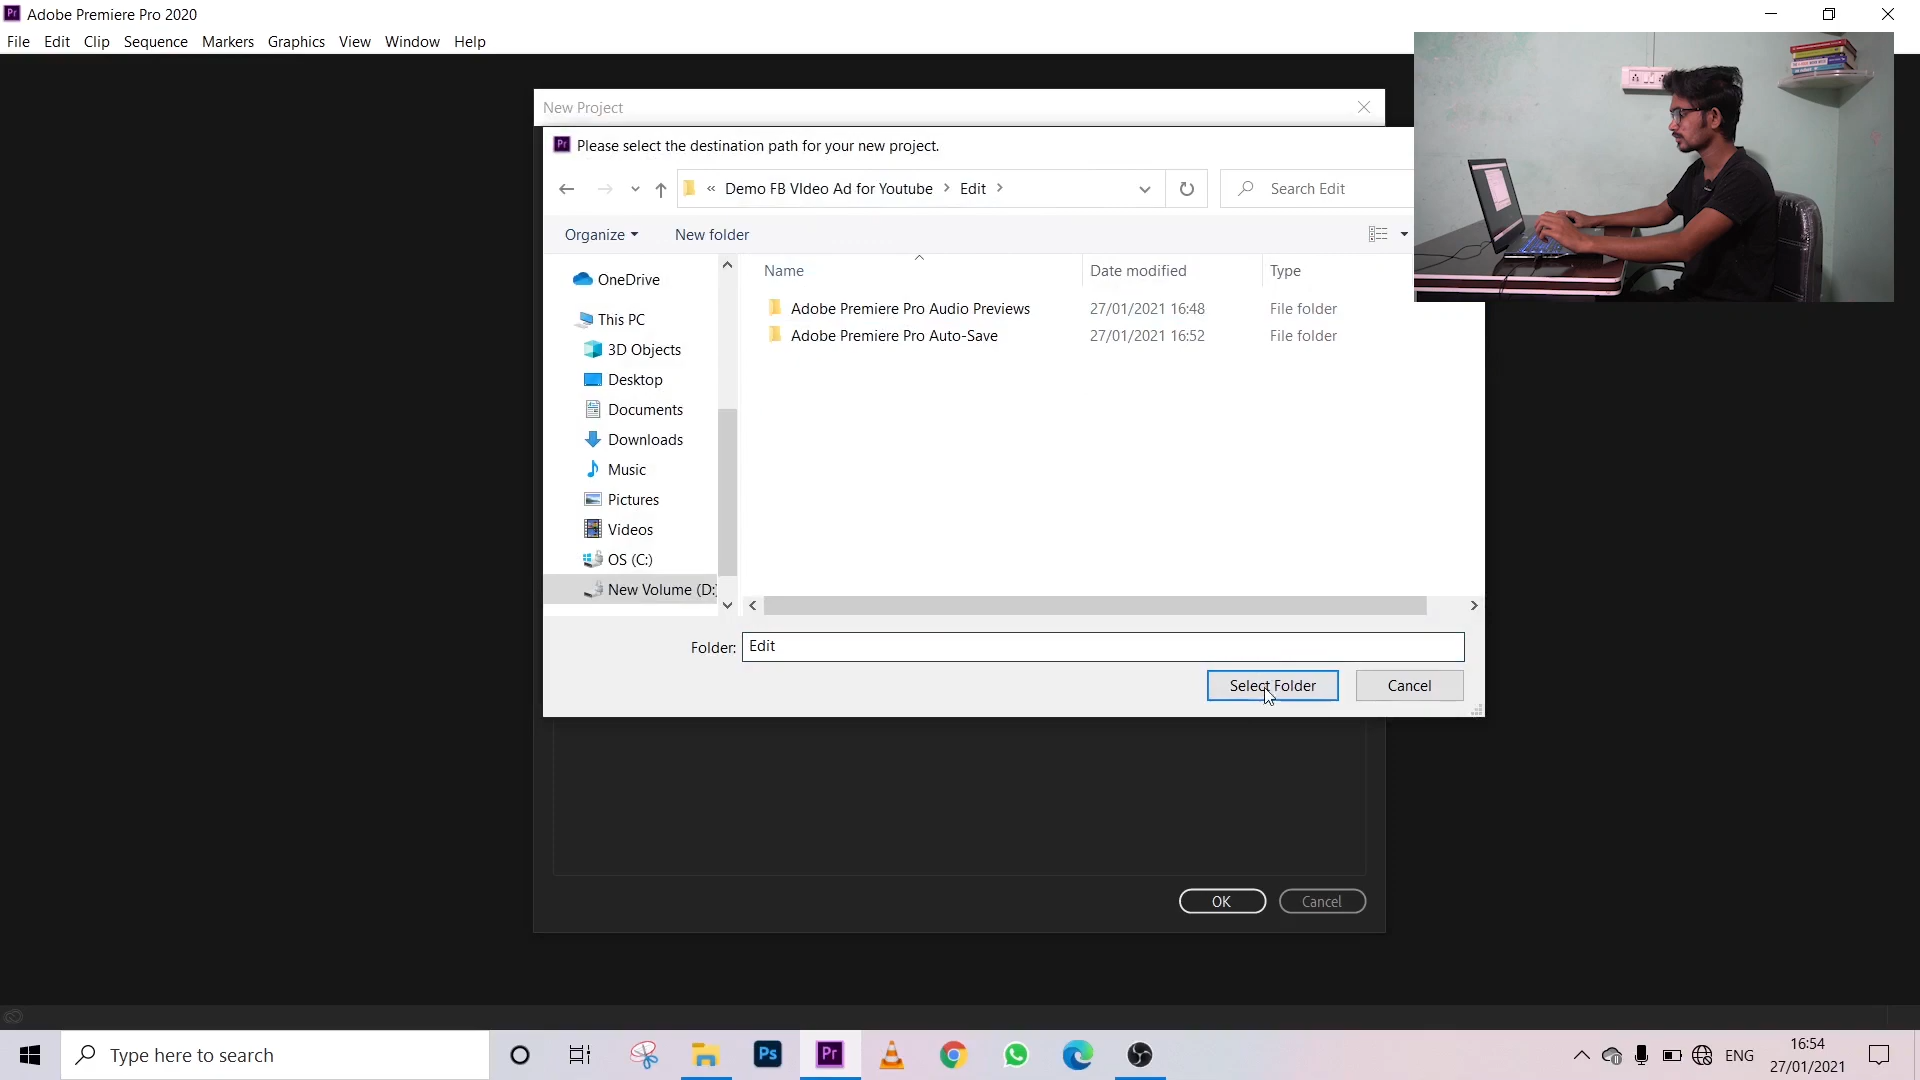 Pr Adobe Premiere Pro 2020
File Edit Clip Sequence Markers Graphics View Window Help
New Project
Pr Please select the destination path for your new project.
« Demo FB VIdeo Ad for Youtube > Edit >
Search Edit
Organize
New folder
Name
Date modified
Type
OneDrive
This PC
3D Objects
Desktop
Documents
Downloads
Music
Pictures
Videos
OS (C:)
New Volume (D:)
Adobe Premiere Pro Audio Previews 27/01/2021 16:48 File folder
Adobe Premiere Pro Auto-Save 27/01/2021 16:52 File folder
Folder: Edit
Select Folder
Cancel
OK
Cancel
Type here to search
Ps
Pr
ENG
16:54
27/01/2021